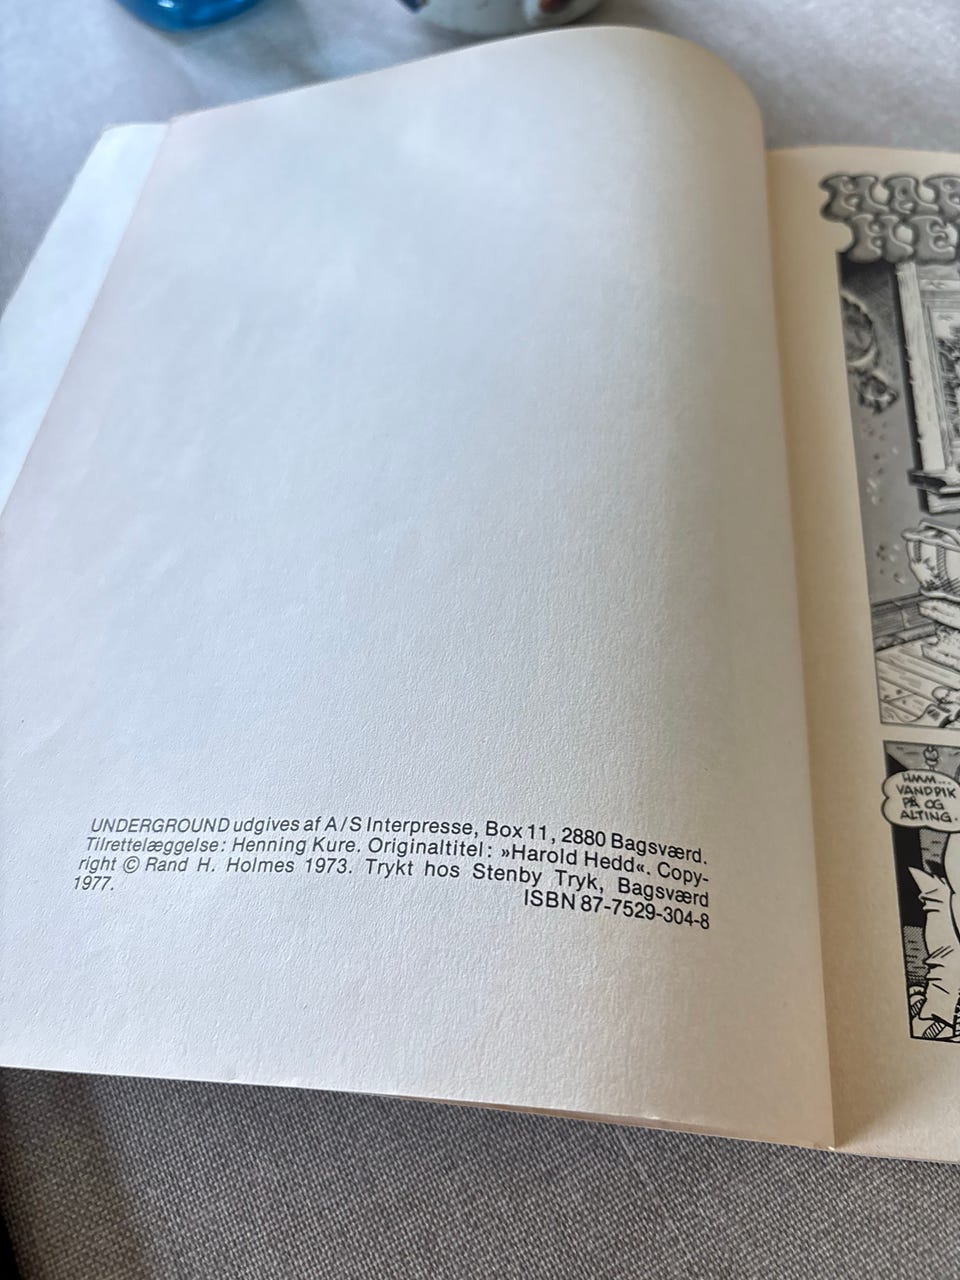 UNDERGROUND udgives af A/S Interpresse, Box 11, 2880 Bagsværd.
Tilrettelæggelse: Henning Kure. Originaltitel: »Harold Hedd«. Copy-
right © Rand H. Holmes 1973. Trykt hos Stenby Tryk, Bagsværd
1977.
ISBN 87-7529-304-8
HMM...
VANDPIK
PÅ OG
ALTING.